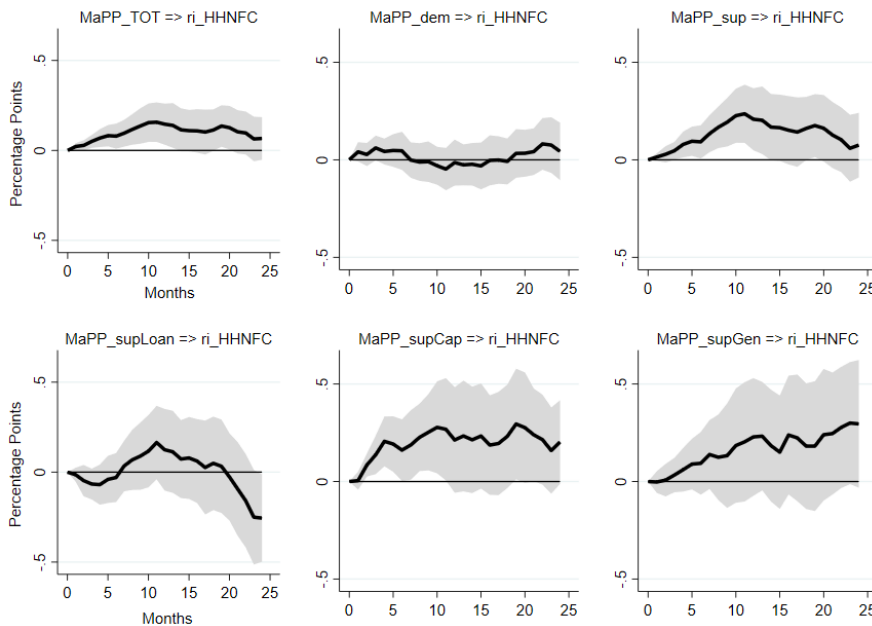 MaPP_TOT => ri_HHNFC
MaPP_dem => ri_HHNFC
MaPP_sup => ri_HHNFC
Percentage Points
.5
0
-.5
.5
0
-.5
.5
0
-.5
0 5 10 15 20 25
0 5 10 15 20 25
0 5 10 15 20 25
Months
MaPP_supLoan => ri_HHNFC
MaPP_supCap => ri_HHNFC
MaPP_supGen => ri_HHNFC
Percentage Points
.5
0
-.5
.5
0
-.5
.5
0
-.5
0 5 10 15 20 25
0 5 10 15 20 25
0 5 10 15 20 25
Months